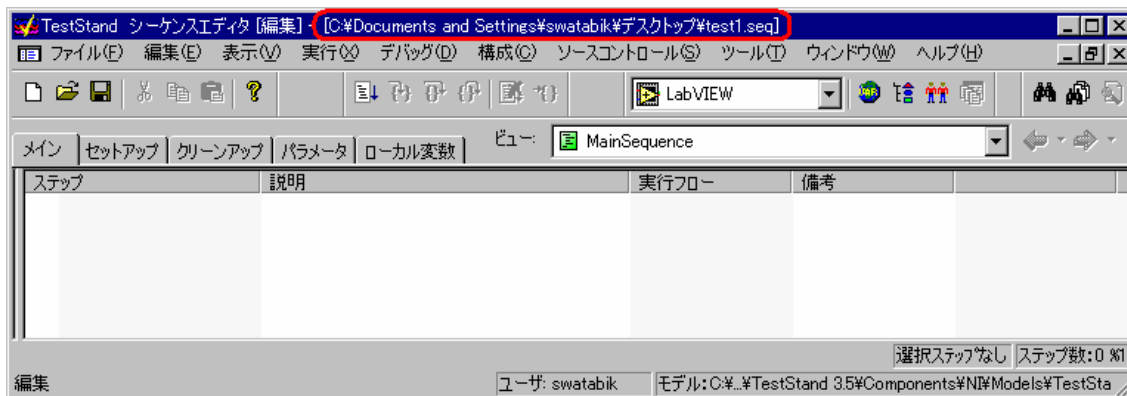 TestStand シーケンスエディタ [編集] - [C:¥Documents and Settings¥swatabik¥デスクトップ¥test1.seq]
ファイル(F) 編集(E) 表示(V) 実行(X) デバッグ(D) 構成(C) ソースコントロール(S) ツール(T) ウィンドウ(W) ヘルプ(H)
LabVIEW
メイン セットアップ クリーンアップ パラメータ ローカル変数 ビュー: MainSequence
ステップ 説明 実行フロー 備考
選択ステップなし ステップ数:0 %1
編集 ユーザ: swatabik モデル:C:¥...¥TestStand 3.5¥Components¥NI¥Models¥TestSta